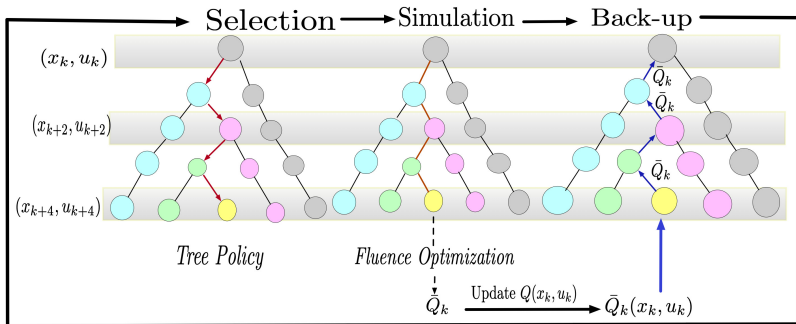 Selection Simulation Back-up
(x_k, u_k)
Q̄_k
Q̄_k
(x_{k+2}, u_{k+2})
Q̄_k
(x_{k+4}, u_{k+4})
Tree Policy
Fluence Optimization
Q̄_k
Update Q(x_k, u_k)
Q̄_k(x_k, u_k)